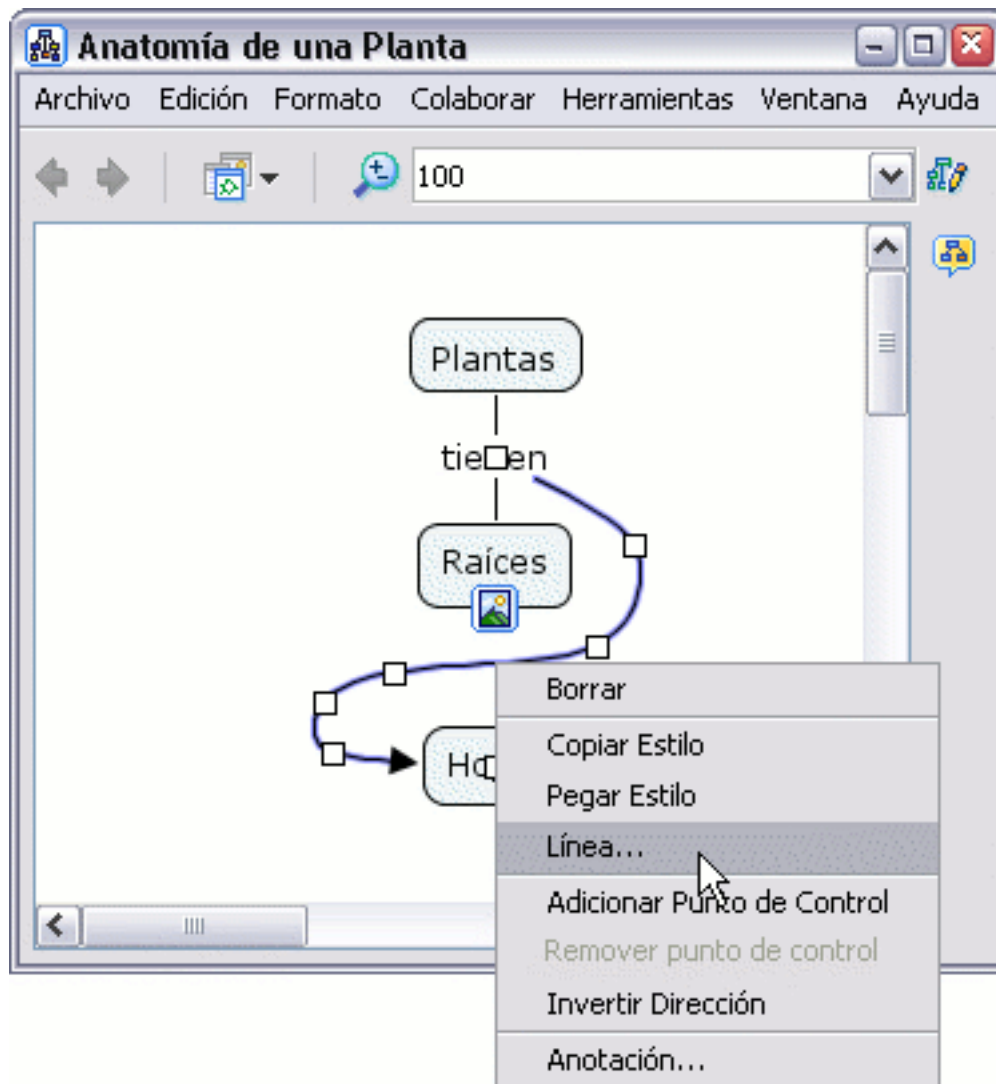 Anatomía de una Planta
Archivo Edición Formato Colaborar Herramientas Ventana Ayuda
100
Plantas
tienen
Raíces
Borrar
Copiar Estilo
Pegar Estilo
Línea...
Adicionar Punto de Control
Remover punto de control
Invertir Dirección
Anotación...